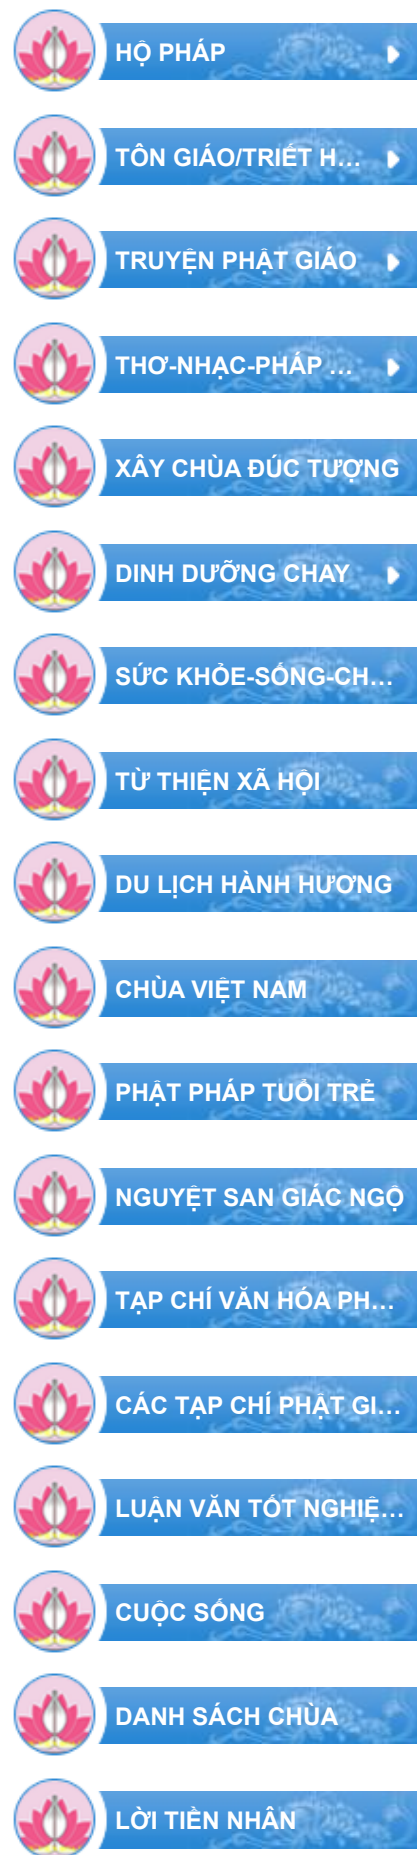 HỘ PHÁP
TÔN GIÁO/TRIẾT H...
TRUYỆN PHẬT GIÁO
THƠ-NHẠC-PHÁP ...
XÂY CHÙA ĐÚC TƯỢNG
DINH DƯỠNG CHAY
SỨC KHỎE-SỐNG-CH...
TỪ THIỆN XÃ HỘI
DU LỊCH HÀNH HƯƠNG
CHÙA VIỆT NAM
PHẬT PHÁP TUỔI TRẺ
NGUYỆT SAN GIÁC NGỘ
TẠP CHÍ VĂN HÓA PH...
CÁC TẠP CHÍ PHẬT GI...
LUẬN VĂN TỐT NGHIỆ...
CUỘC SỐNG
DANH SÁCH CHÙA
LỜI TIỀN NHÂN